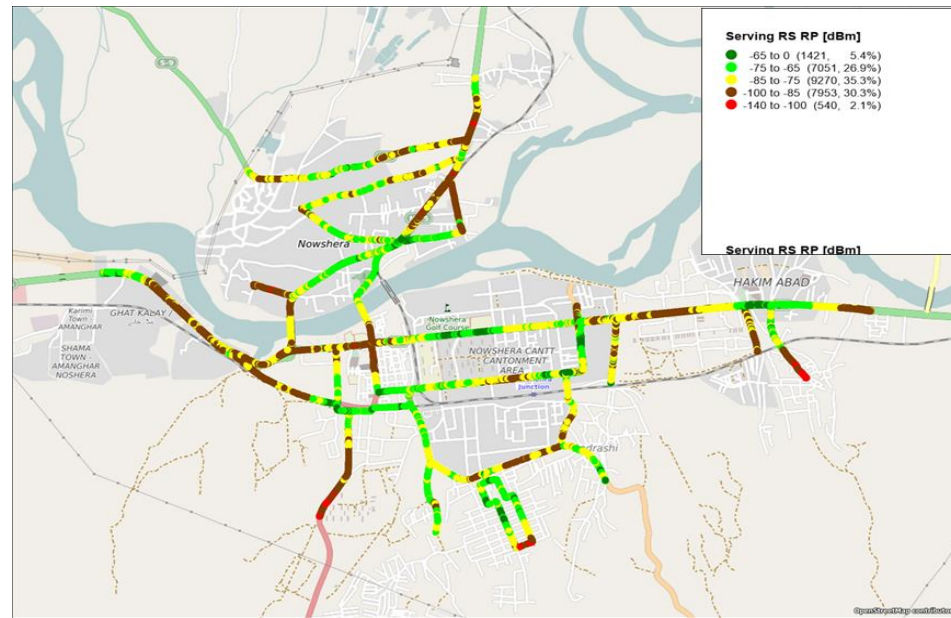 Serving RS RP [dBm]
-65 to 0 (1421, 5.4%)
-75 to -65 (7051, 26.9%)
-85 to -75 (9270, 35.3%)
-100 to -85 (7953, 30.3%)
-140 to -100 (540, 2.1%)
Serving RS RP [dBm]
Nowshera
HAKIM ABAD
Karimi
Town -
AMANGHAR
GHAT KALAY /
SHAMA
TOWN -
AMANGHAR
NOSHERA
Nowshera
Golf Course
NOWSHERA CANTT
CANTONMENT
AREA
Junction
OpenStreetMap contributor